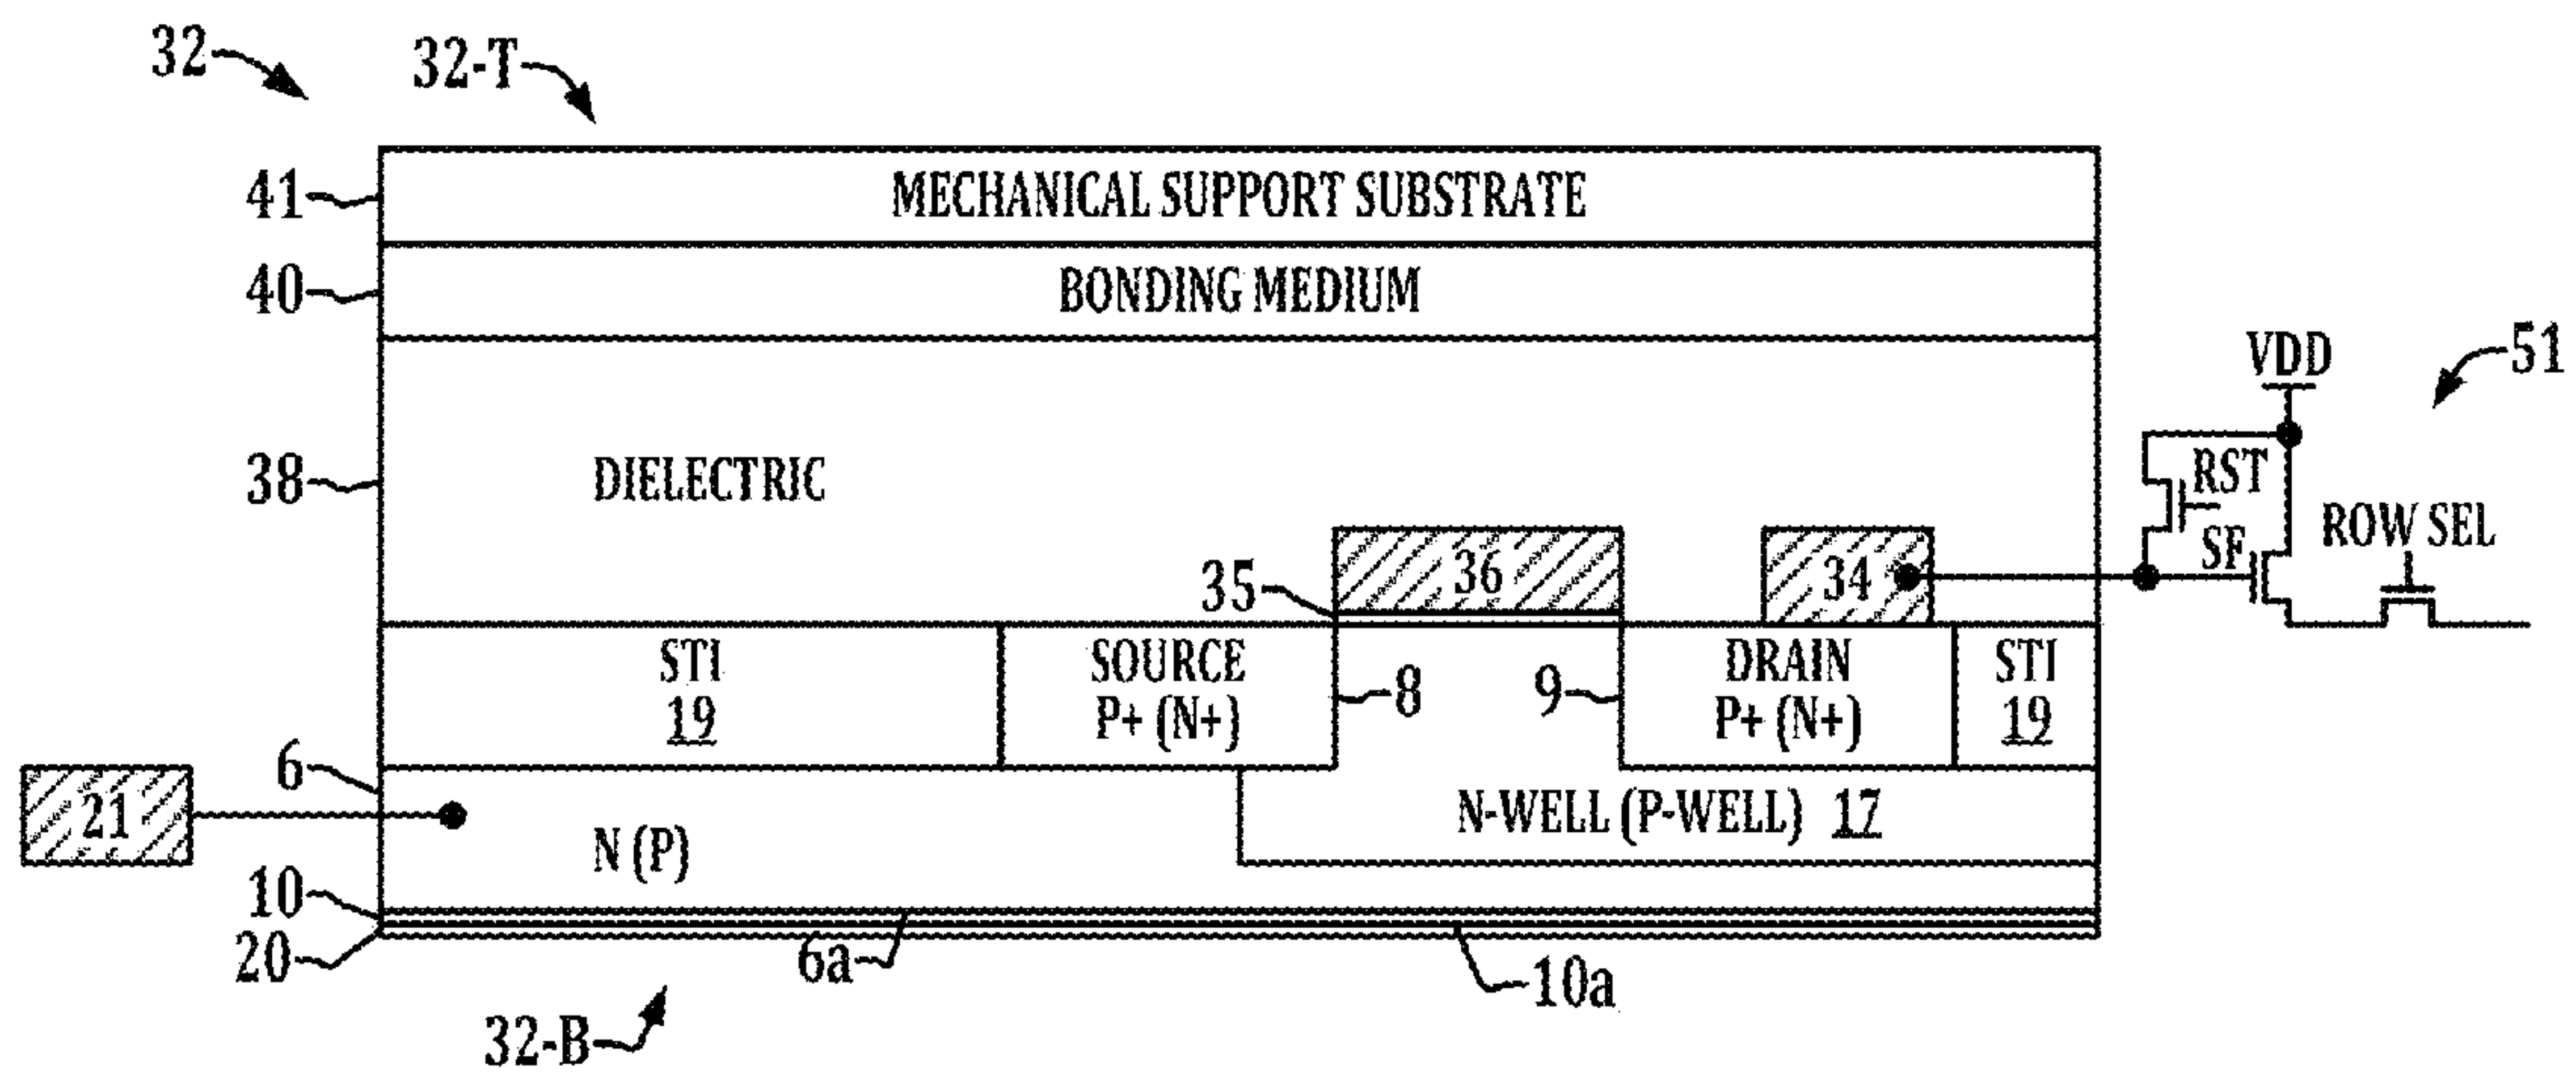 32
32-T
41
MECHANICAL SUPPORT SUBSTRATE
40
BONDING MEDIUM
VDD
51
38
DIELECTRIC
RST
SF
ROW SEL
35
36
34
STI
19
SOURCE
P+ (N+)
8
9
DRAIN
P+ (N+)
STI
19
6
21
N (P)
N-WELL (P-WELL) 17
10
20
6a
10a
32-B